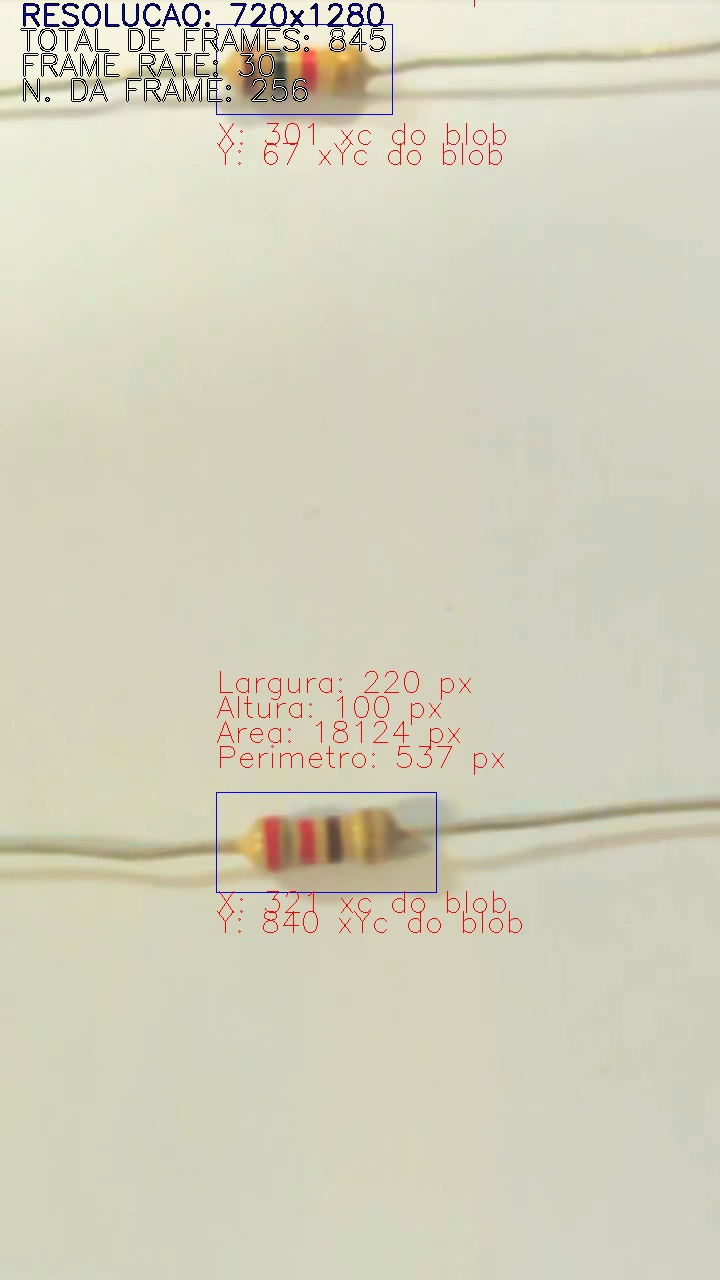 RESOLUCAO: 720x1280
TOTAL DE FRAMES: 845
FRAME RATE: 30
N. DA FRAME: 256
X: 301 xc do blob
Y: 67 xYc do blob
Largura: 220 px
Altura: 100 px
Area: 18124 px
Perimetro: 537 px
X: 321 xc do blob
Y: 840 xYc do blob